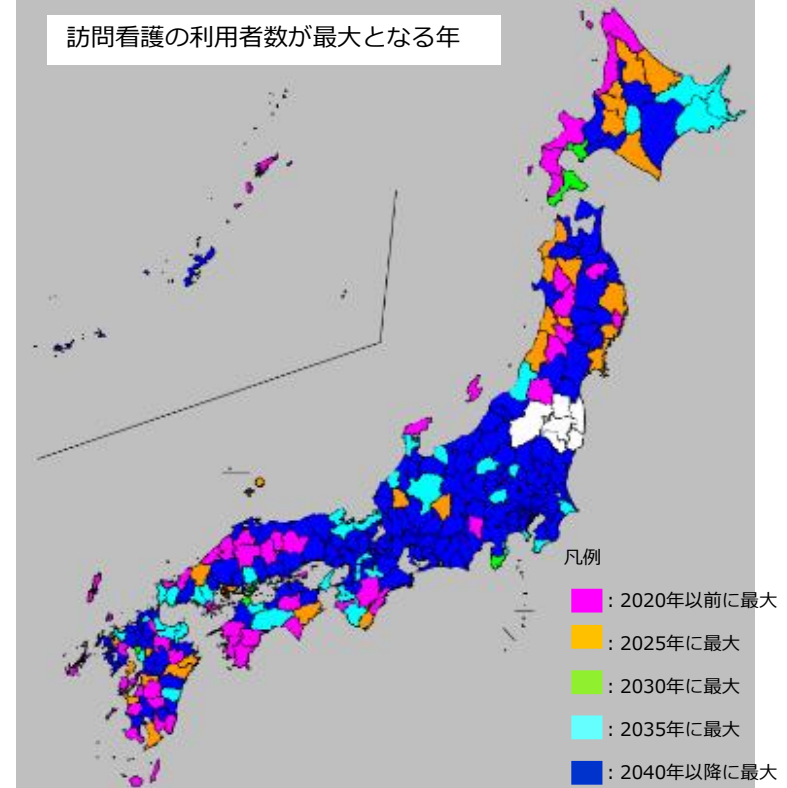 訪問看護の利用者数が最大となる年
凡例
：2020年以前に最大
：2025年に最大
：2030年に最大
：2035年に最大
：2040年以降に最大